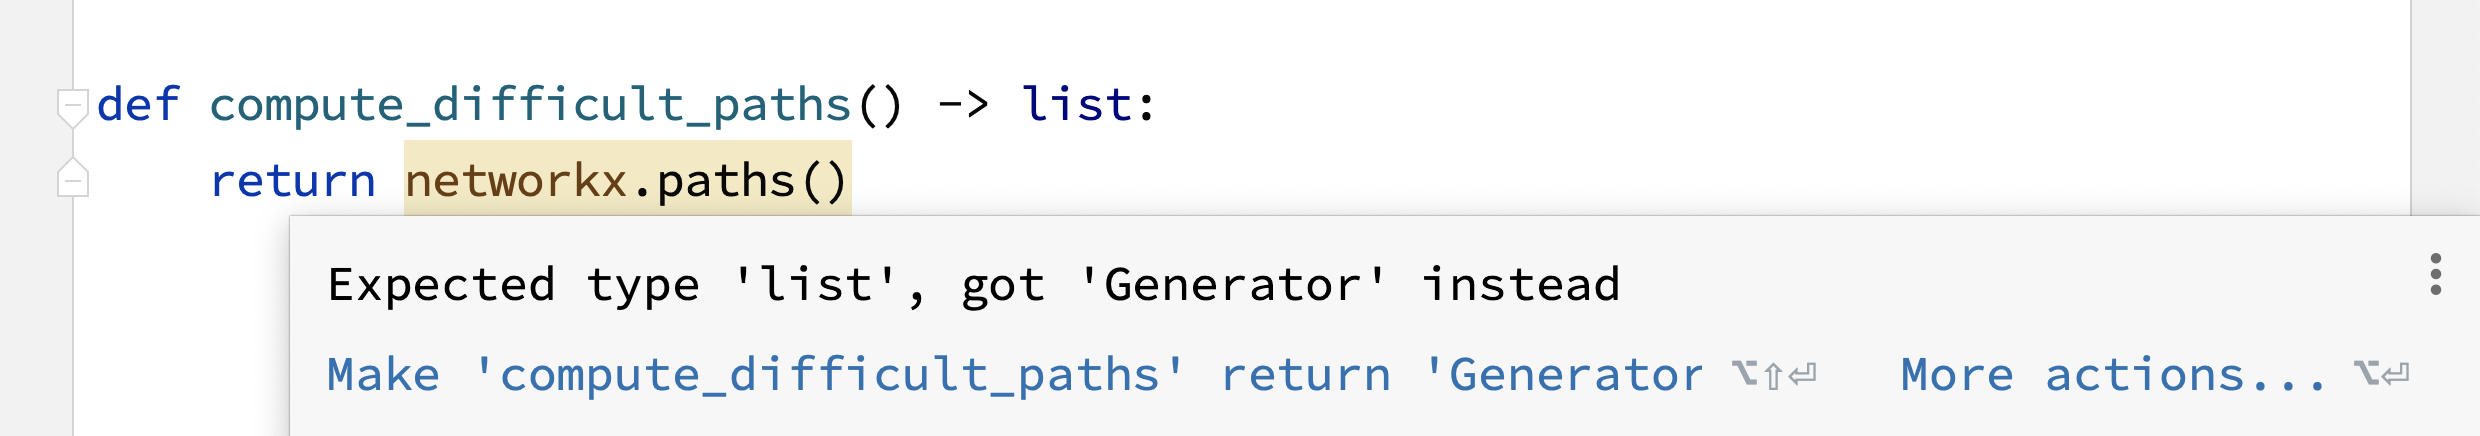 def compute_difficult_paths() -> list:
return networkx.paths()
Expected type 'list', got 'Generator' instead
Make 'compute_difficult_paths' return 'Generator ⌥⇧⏎ More actions... ⌥⏎